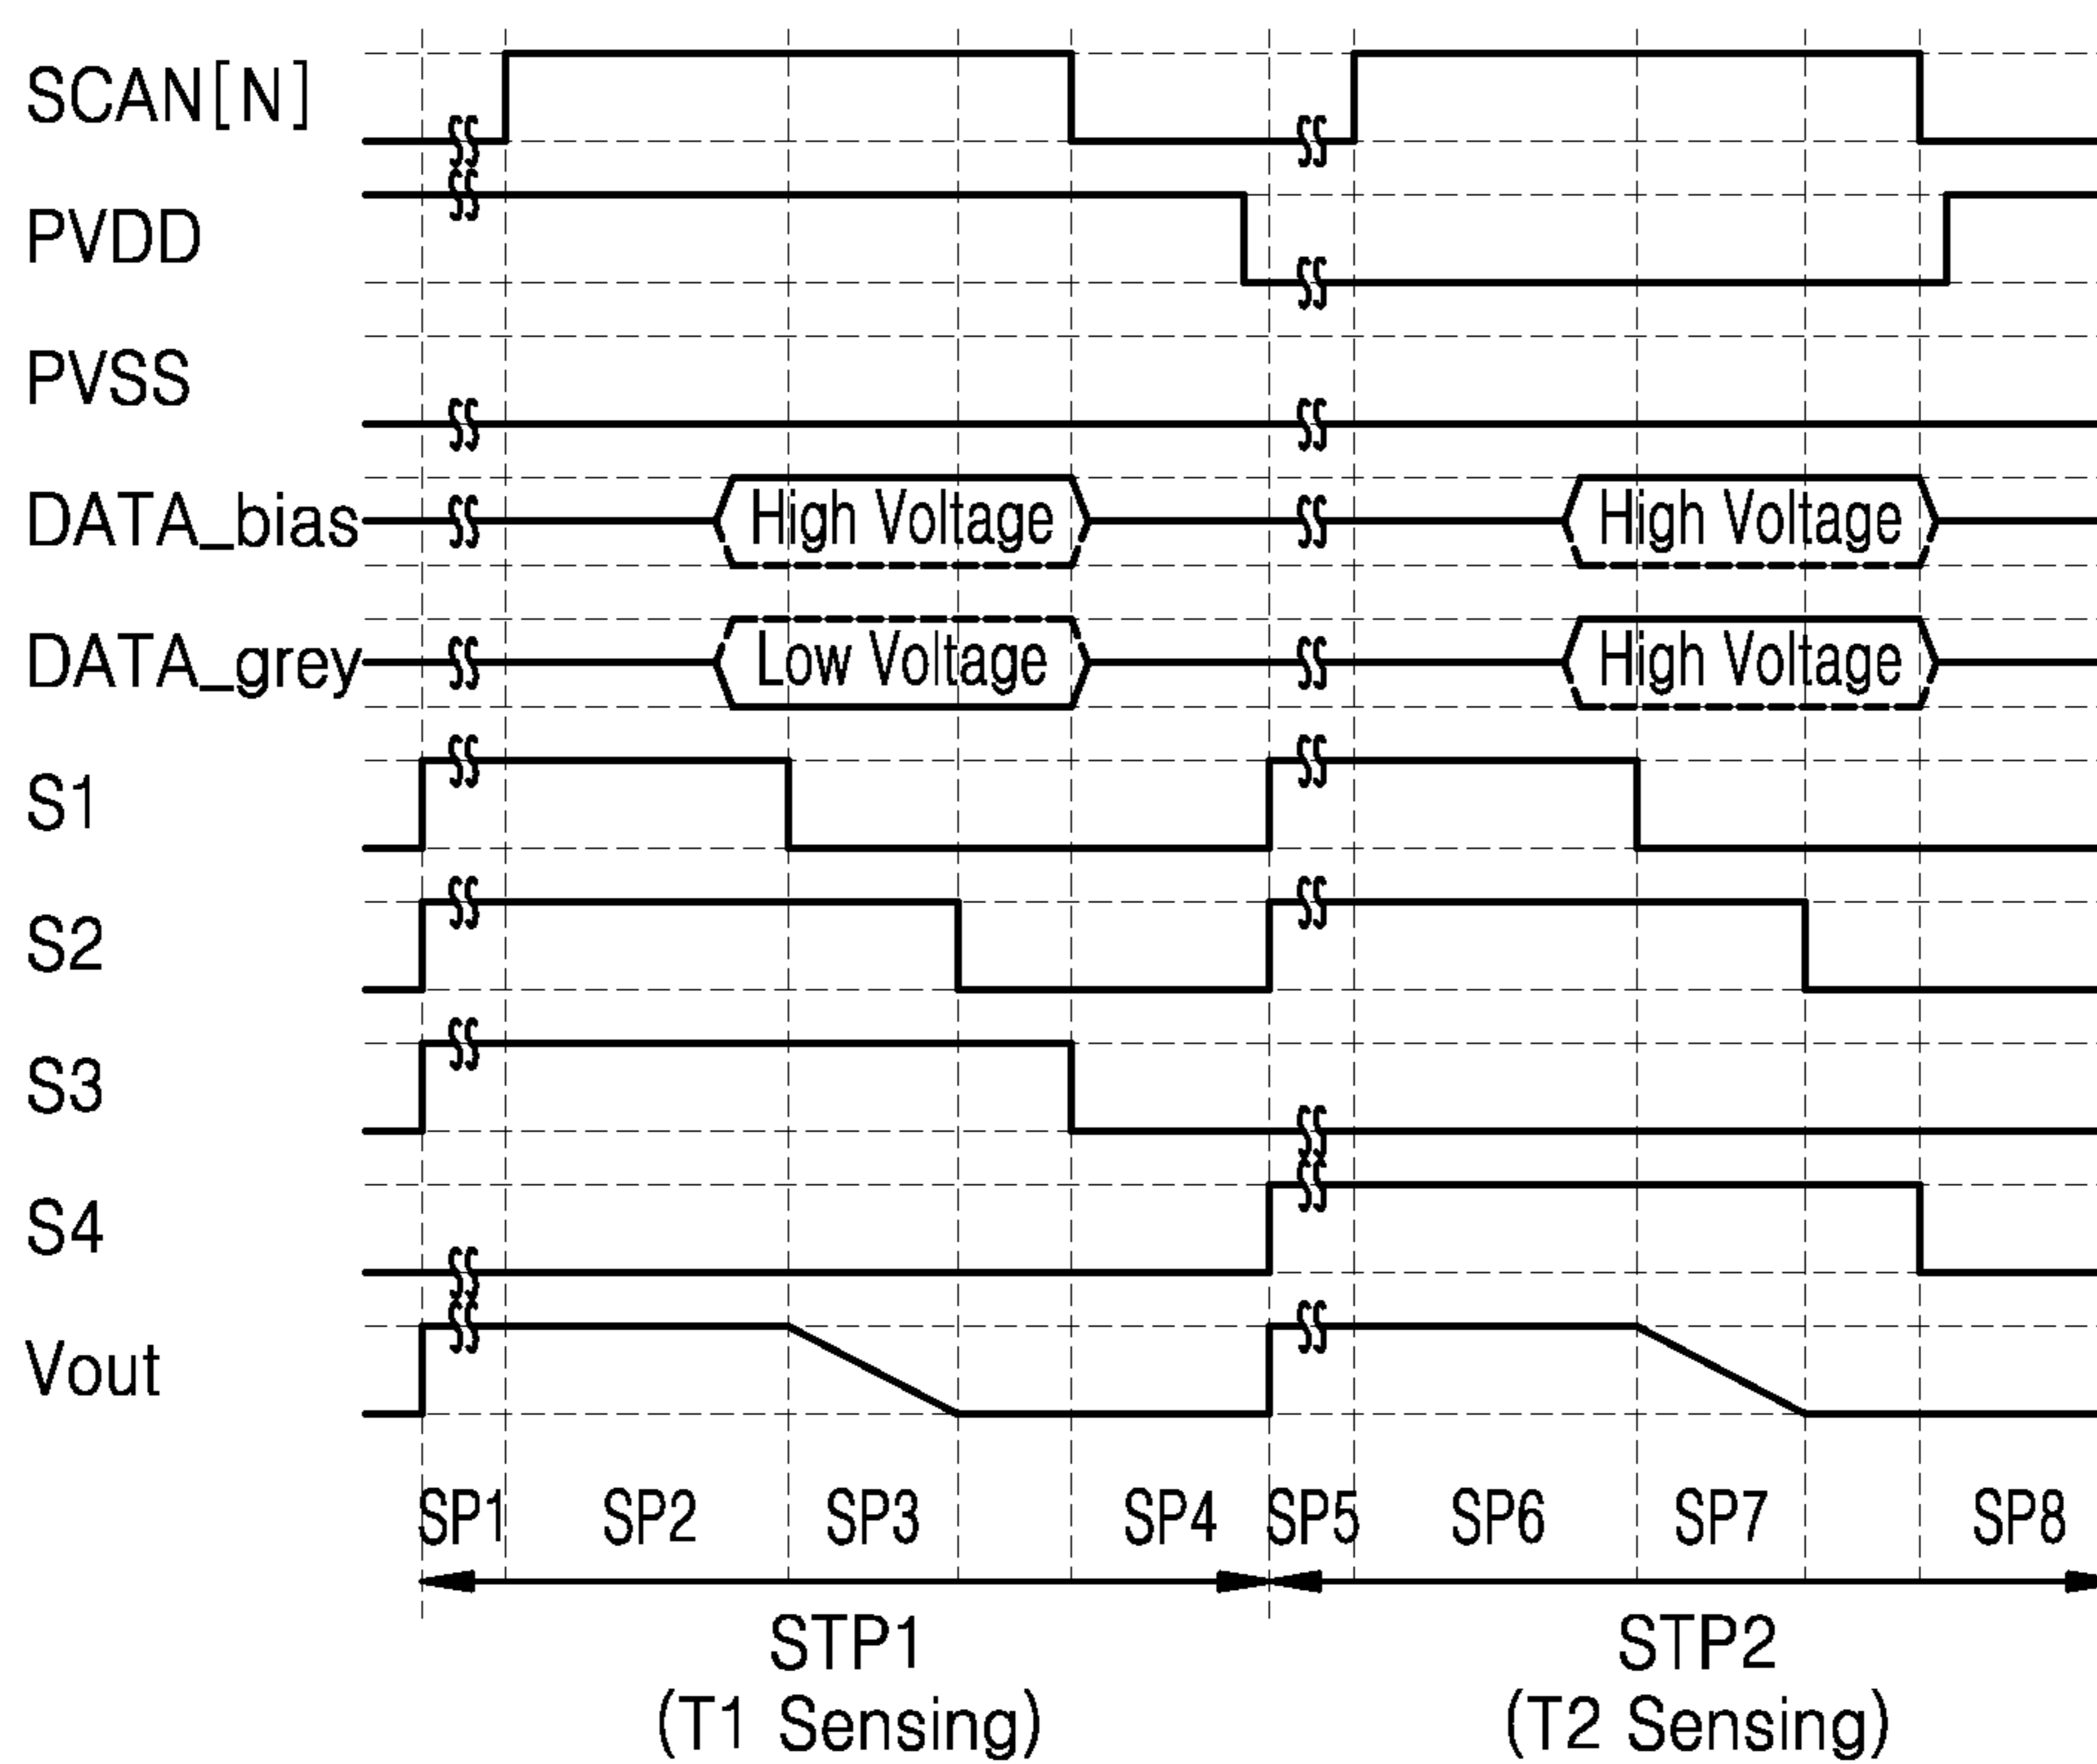 SCAN[N]
PVDD
PVSS
DATA_bias High Voltage High Voltage
DATA_grey Low Voltage High Voltage
S1
S2
S3
S4
Vout
SP1 SP2 SP3 SP4 SP5 SP6 SP7 SP8
STP1 STP2
(T1 Sensing) (T2 Sensing)